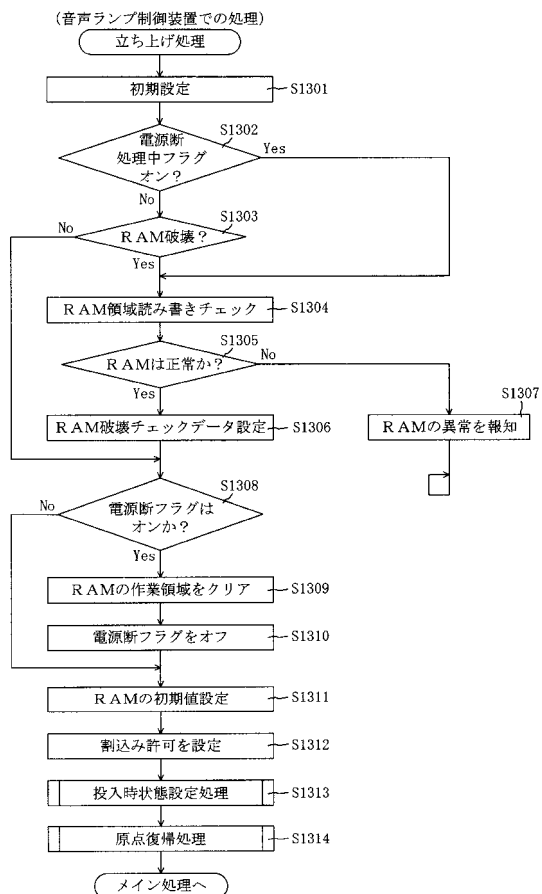 (音声ランプ制御装置での処理)
立ち上げ処理
初期設定
S1301
S1302
電源断
処理中フラグ
オン?
Yes
No
S1303
No
RAM破壊?
Yes
RAM領域読み書きチェック
S1304
S1305
RAMは正常か?
No
Yes
S1307
RAM破壊チェックデータ設定
S1306
RAMの異常を報知
S1308
No
電源断フラグは
オンか?
Yes
RAMの作業領域をクリア
S1309
電源断フラグをオフ
S1310
RAMの初期値設定
S1311
割込み許可を設定
S1312
投入時状態設定処理
S1313
原点復帰処理
S1314
メイン処理へ